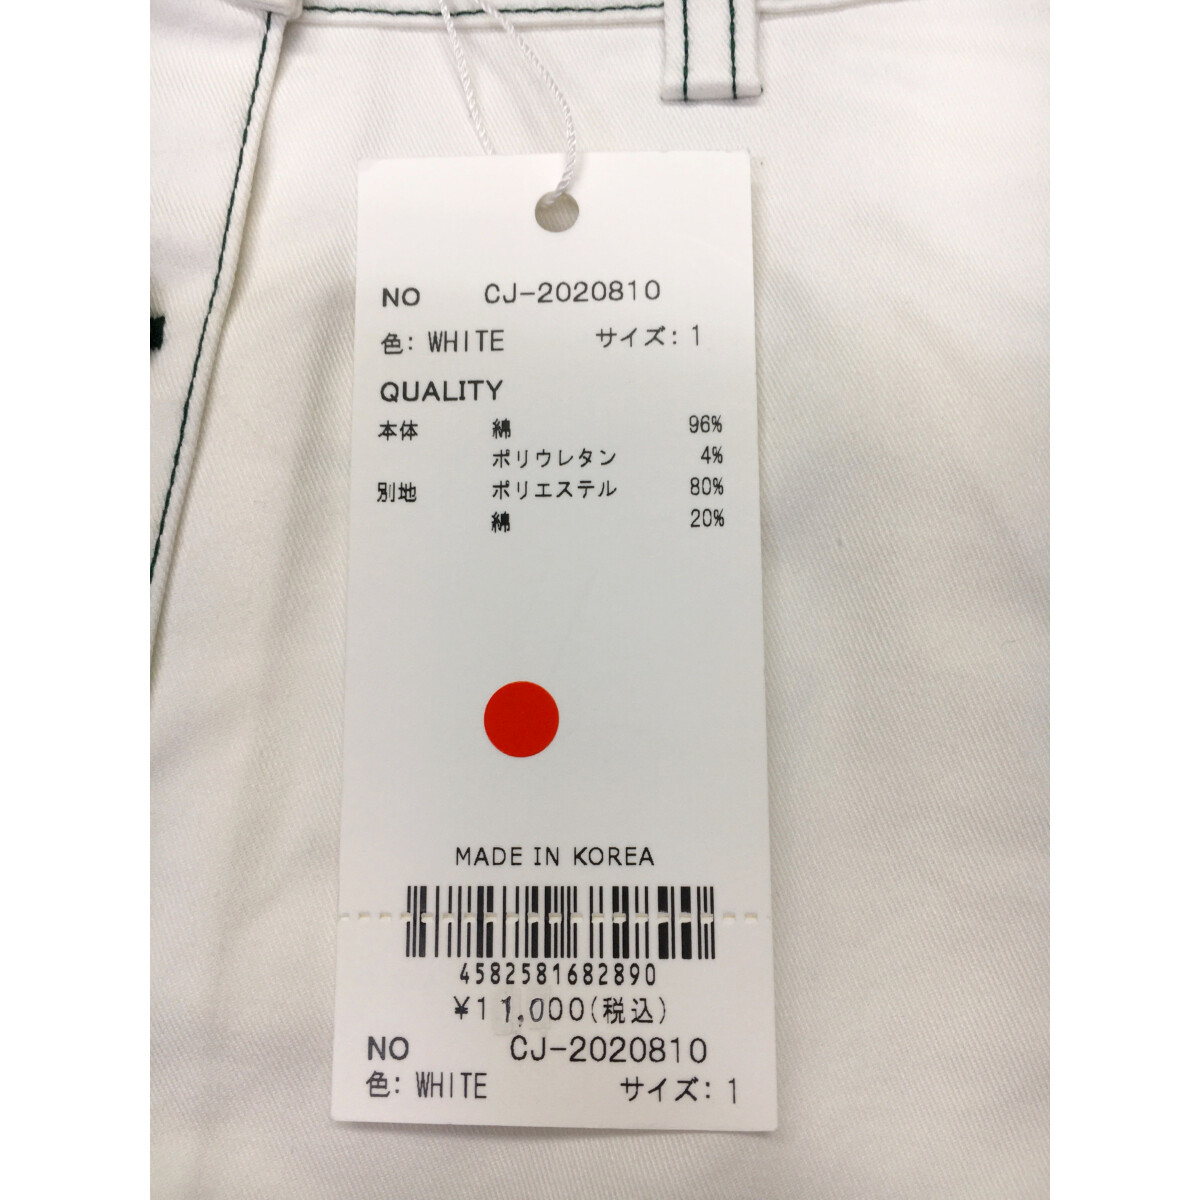 NO CJ-2020810
色: WHITE サイズ: 1
QUALITY
本体 綿 96%
ポリウレタン 4%
別地 ポリエステル 80%
綿 20%
MADE IN KOREA
4582581682890
¥11,000(税込)
NO CJ-2020810
色: WHITE サイズ: 1